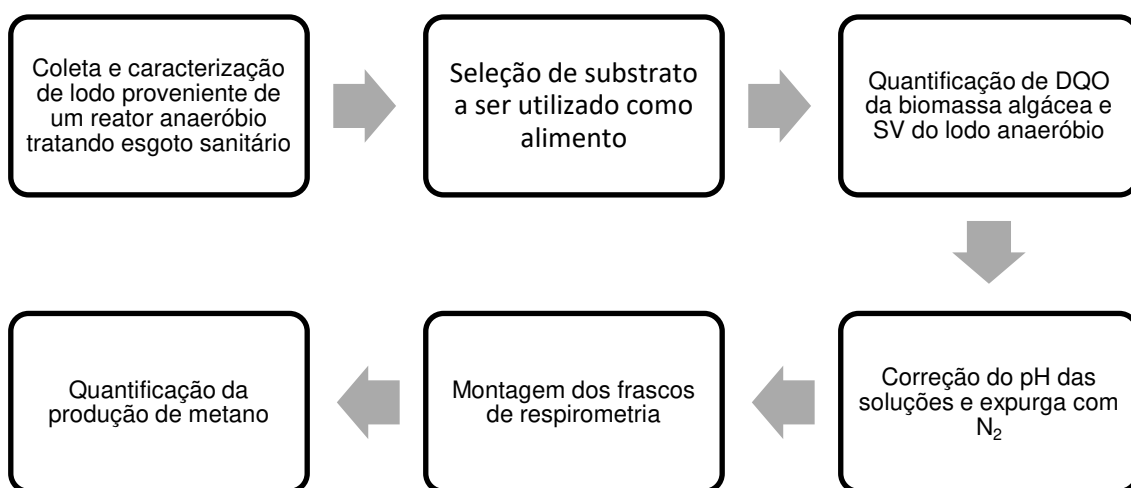 Coleta e caracterização
de lodo proveniente de
um reator anaeróbio
tratando esgoto sanitário
Seleção de substrato
a ser utilizado como
alimento
Quantificação de DQO
da biomassa algácea e
SV do lodo anaeróbio
Correção do pH das
soluções e expurga com
N₂
Montagem dos frascos
de respirometria
Quantificação da
produção de metano